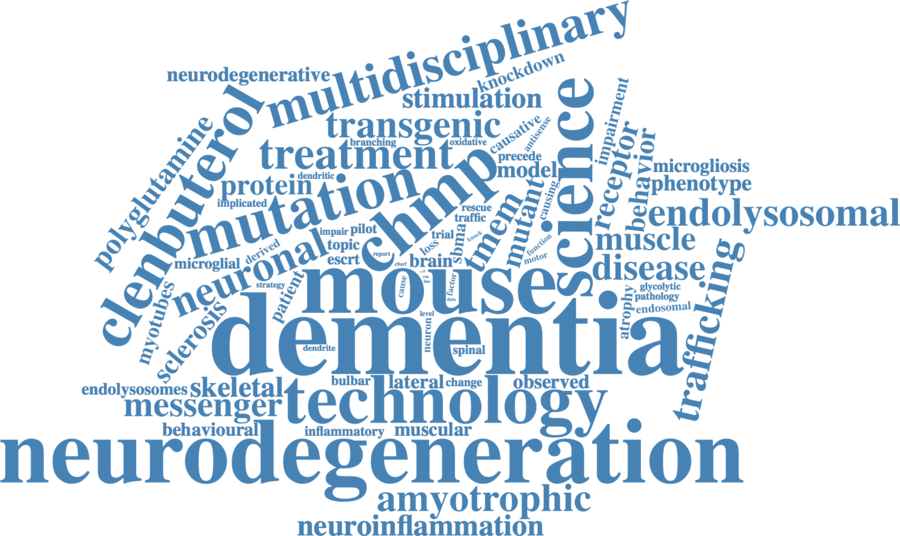 multidisciplinary
neurodegenerative
knockdown
stimulation
transgenic
causative
antisense
branching
oxidative
treatment
precede
model
science
impairment
receptor
behavior
microgliosis
phenotype
polyglutamine
clenbuterol
protein
dendritic
implicated
mutation
chmp
rescue
traffic
tmem
mutant
causing
endolysosomal
impair
pilot
trial
knock
topic
loss
soma
function
motor
muscle
neuronal
derived
microglial
escrt
report
brain
disease
strategy
patient
mouse
cause
factor
glycolytic
pathology
endosomal
atrophy
trafficking
myotubes
sclerosis
dementia
level
neuron
dendrite
spinal
endolysosomes
skeletal
bulbar
lateral
change
observed
messenger
technology
behavioural
inflammatory
muscular
neurodegeneration
amyotrophic
neuroinflammation